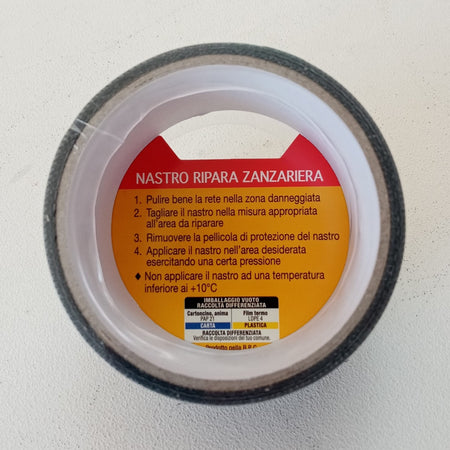 NASTRO RIPARA ZANZARIERA
1. Pulire bene la rete nella zona danneggiata
2. Tagliare il nastro nella misura appropriata
all'area da riparare
3. Rimuovere la pellicola di protezione del nastro
4. Applicare il nastro nell'area desiderata
esercitando una certa pressione
♦ Non applicare il nastro ad una temperatura
inferiore ai +10°C
IMBALLAGGIO VUOTO
RACCOLTA DIFFERENZIATA
Cartoncino, anima Film termo
PAP 21 LDPE 4
CARTA PLASTICA
RACCOLTA DIFFERENZIATA
Verifica le disposizioni del tuo comune.
Prodotto nella R.P.C.